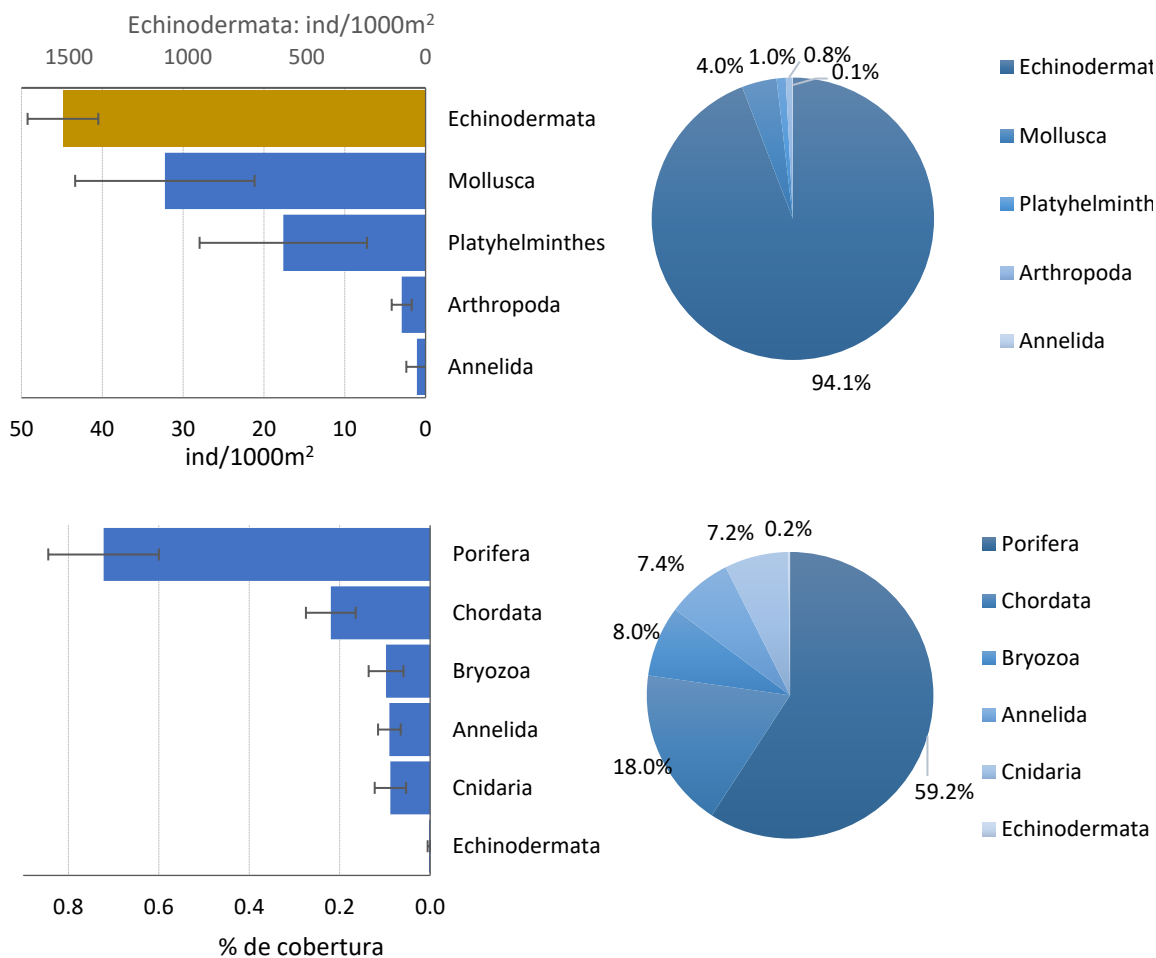 Echinodermata: ind/1000m²
1500 1000 500 0
Echinodermata
Mollusca
Platyhelminthes
Arthropoda
Annelida
50 40 30 20 10 0
ind/1000m²
4.0% 1.0% 0.8%
0.1%
94.1%
Echinodermat
Mollusca
Platyhelminth
Arthropoda
Annelida
Porifera
Chordata
Bryozoa
Annelida
Cnidaria
Echinodermata
0.8 0.6 0.4 0.2 0.0
% de cobertura
7.2% 0.2%
7.4%
8.0%
18.0%
59.2%
Porifera
Chordata
Bryozoa
Annelida
Cnidaria
Echinodermata